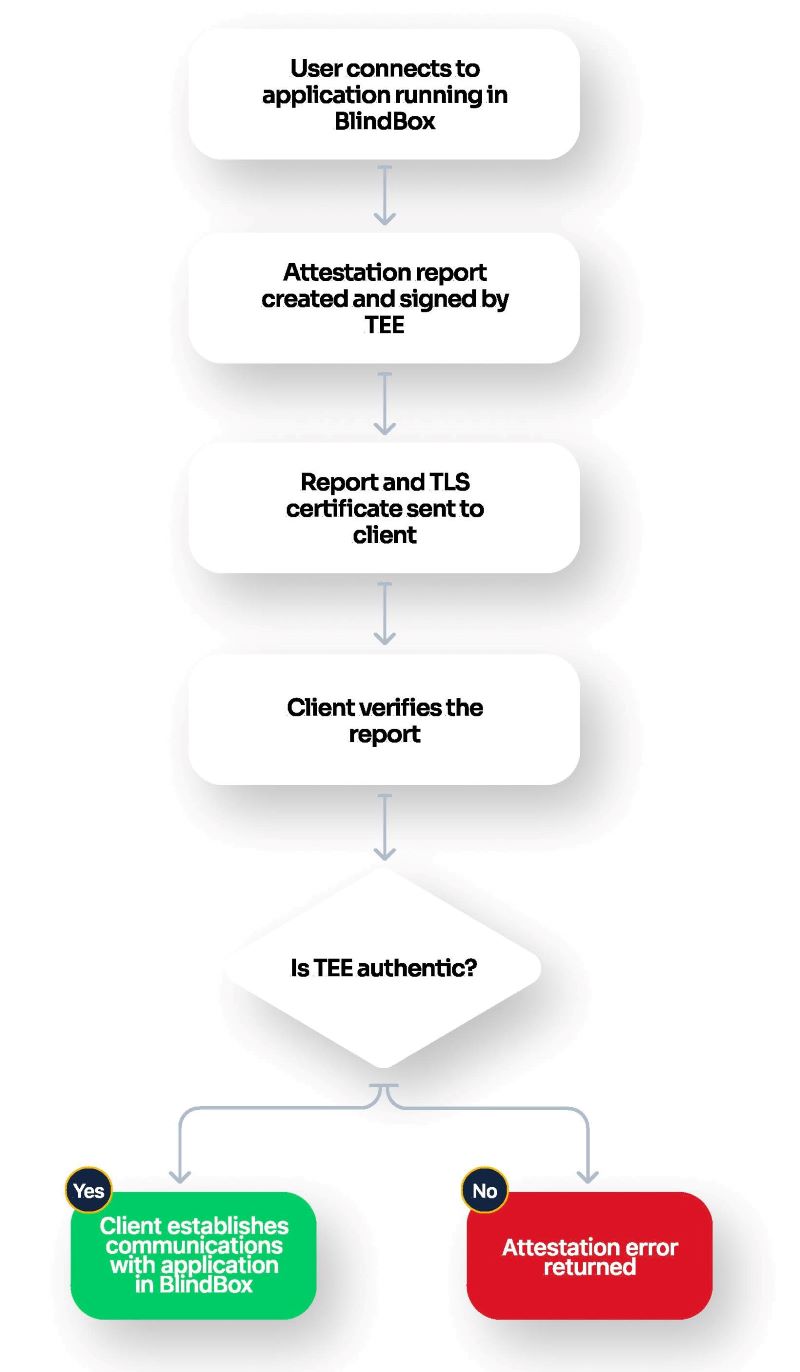 User connects to
application running in
BlindBox
Attestation report
created and signed by
TEE
Report and TLS
certificate sent to
client
Client verifies the
report
Is TEE authentic?
Yes
Client establishes
communications
with application
in BlindBox
No
Attestation error
returned